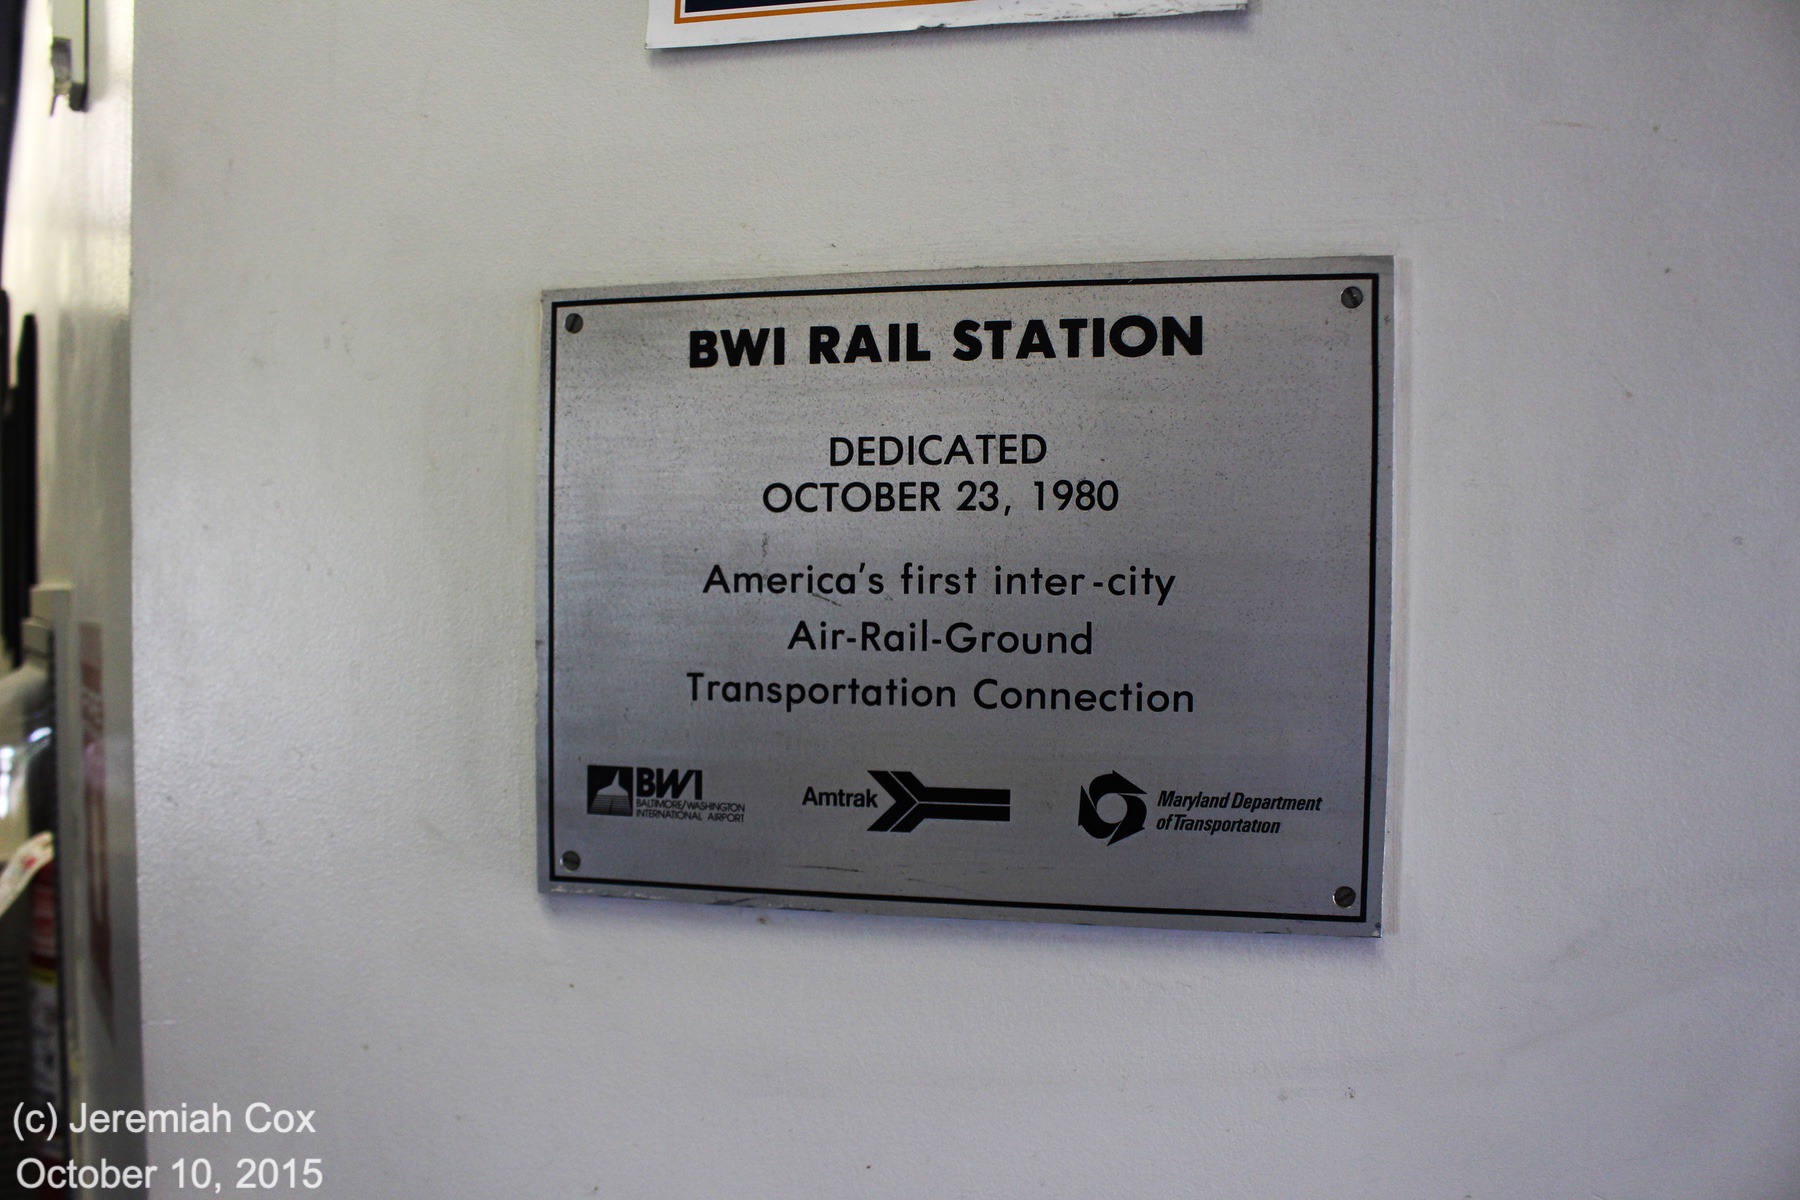 BWI RAIL STATION
DEDICATED
OCTOBER 23, 1980
America's first inter-city
Air-Rail-Ground
Transportation Connection
BWI
BALTIMORE/WASHINGTON
INTERNATIONAL AIRPORT
Amtrak
Maryland Department
of Transportation
(c) Jeremiah Cox
October 10, 2015